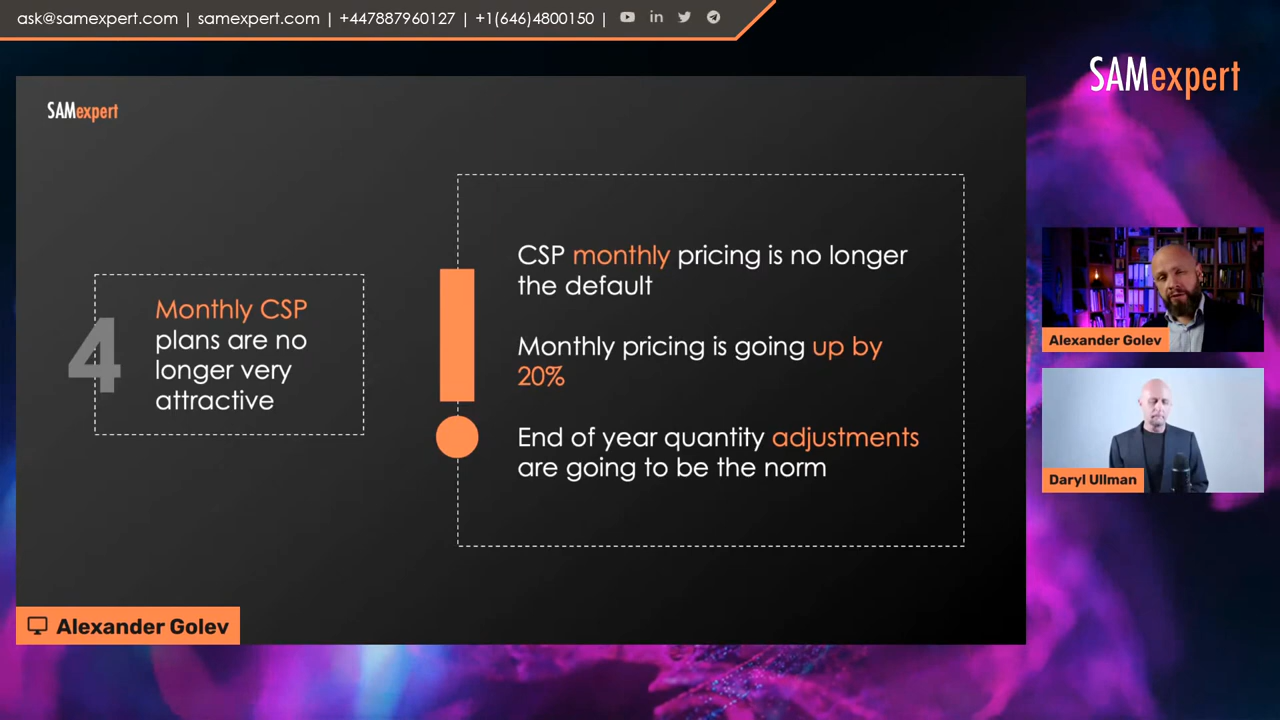 ask@samexpert.com | samexpert.com | +447887960127 | +1(646)4800150 |
SAMexpert
SAMexpert
4
Monthly CSP
plans are no
longer very
attractive
CSP monthly pricing is no longer
the default
Monthly pricing is going up by
20%
End of year quantity adjustments
are going to be the norm
Alexander Golev
Daryl Ullman
Alexander Golev